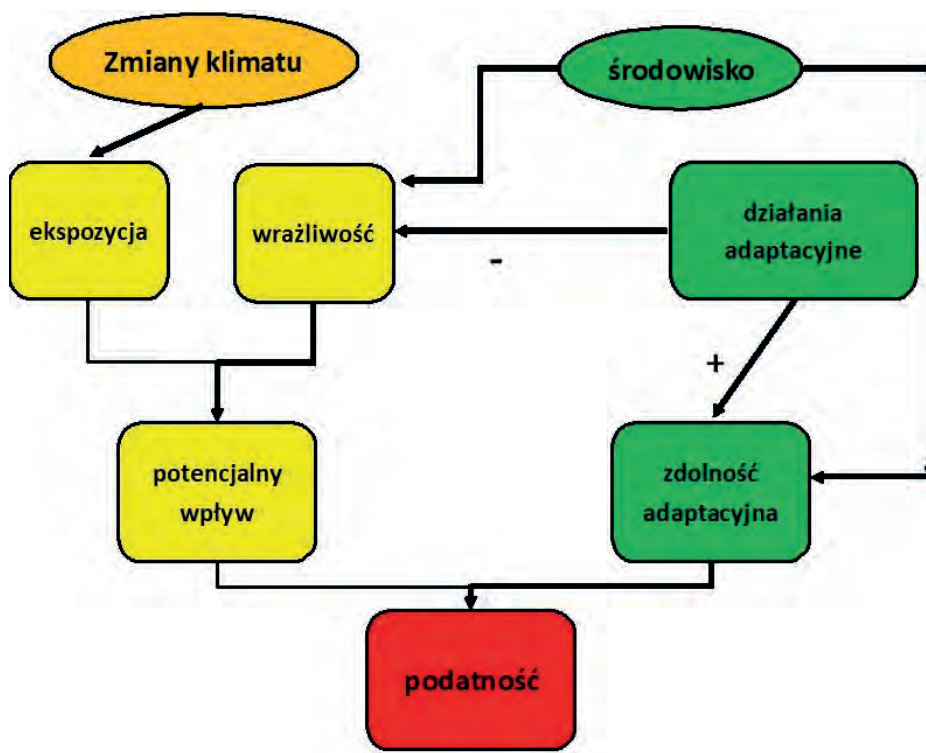 Zmiany klimatu
środowisko
ekspozycja
wrażliwość
działania
adaptacyjne
-
+
potencjalny
wpływ
zdolność
adaptacyjna
podatność